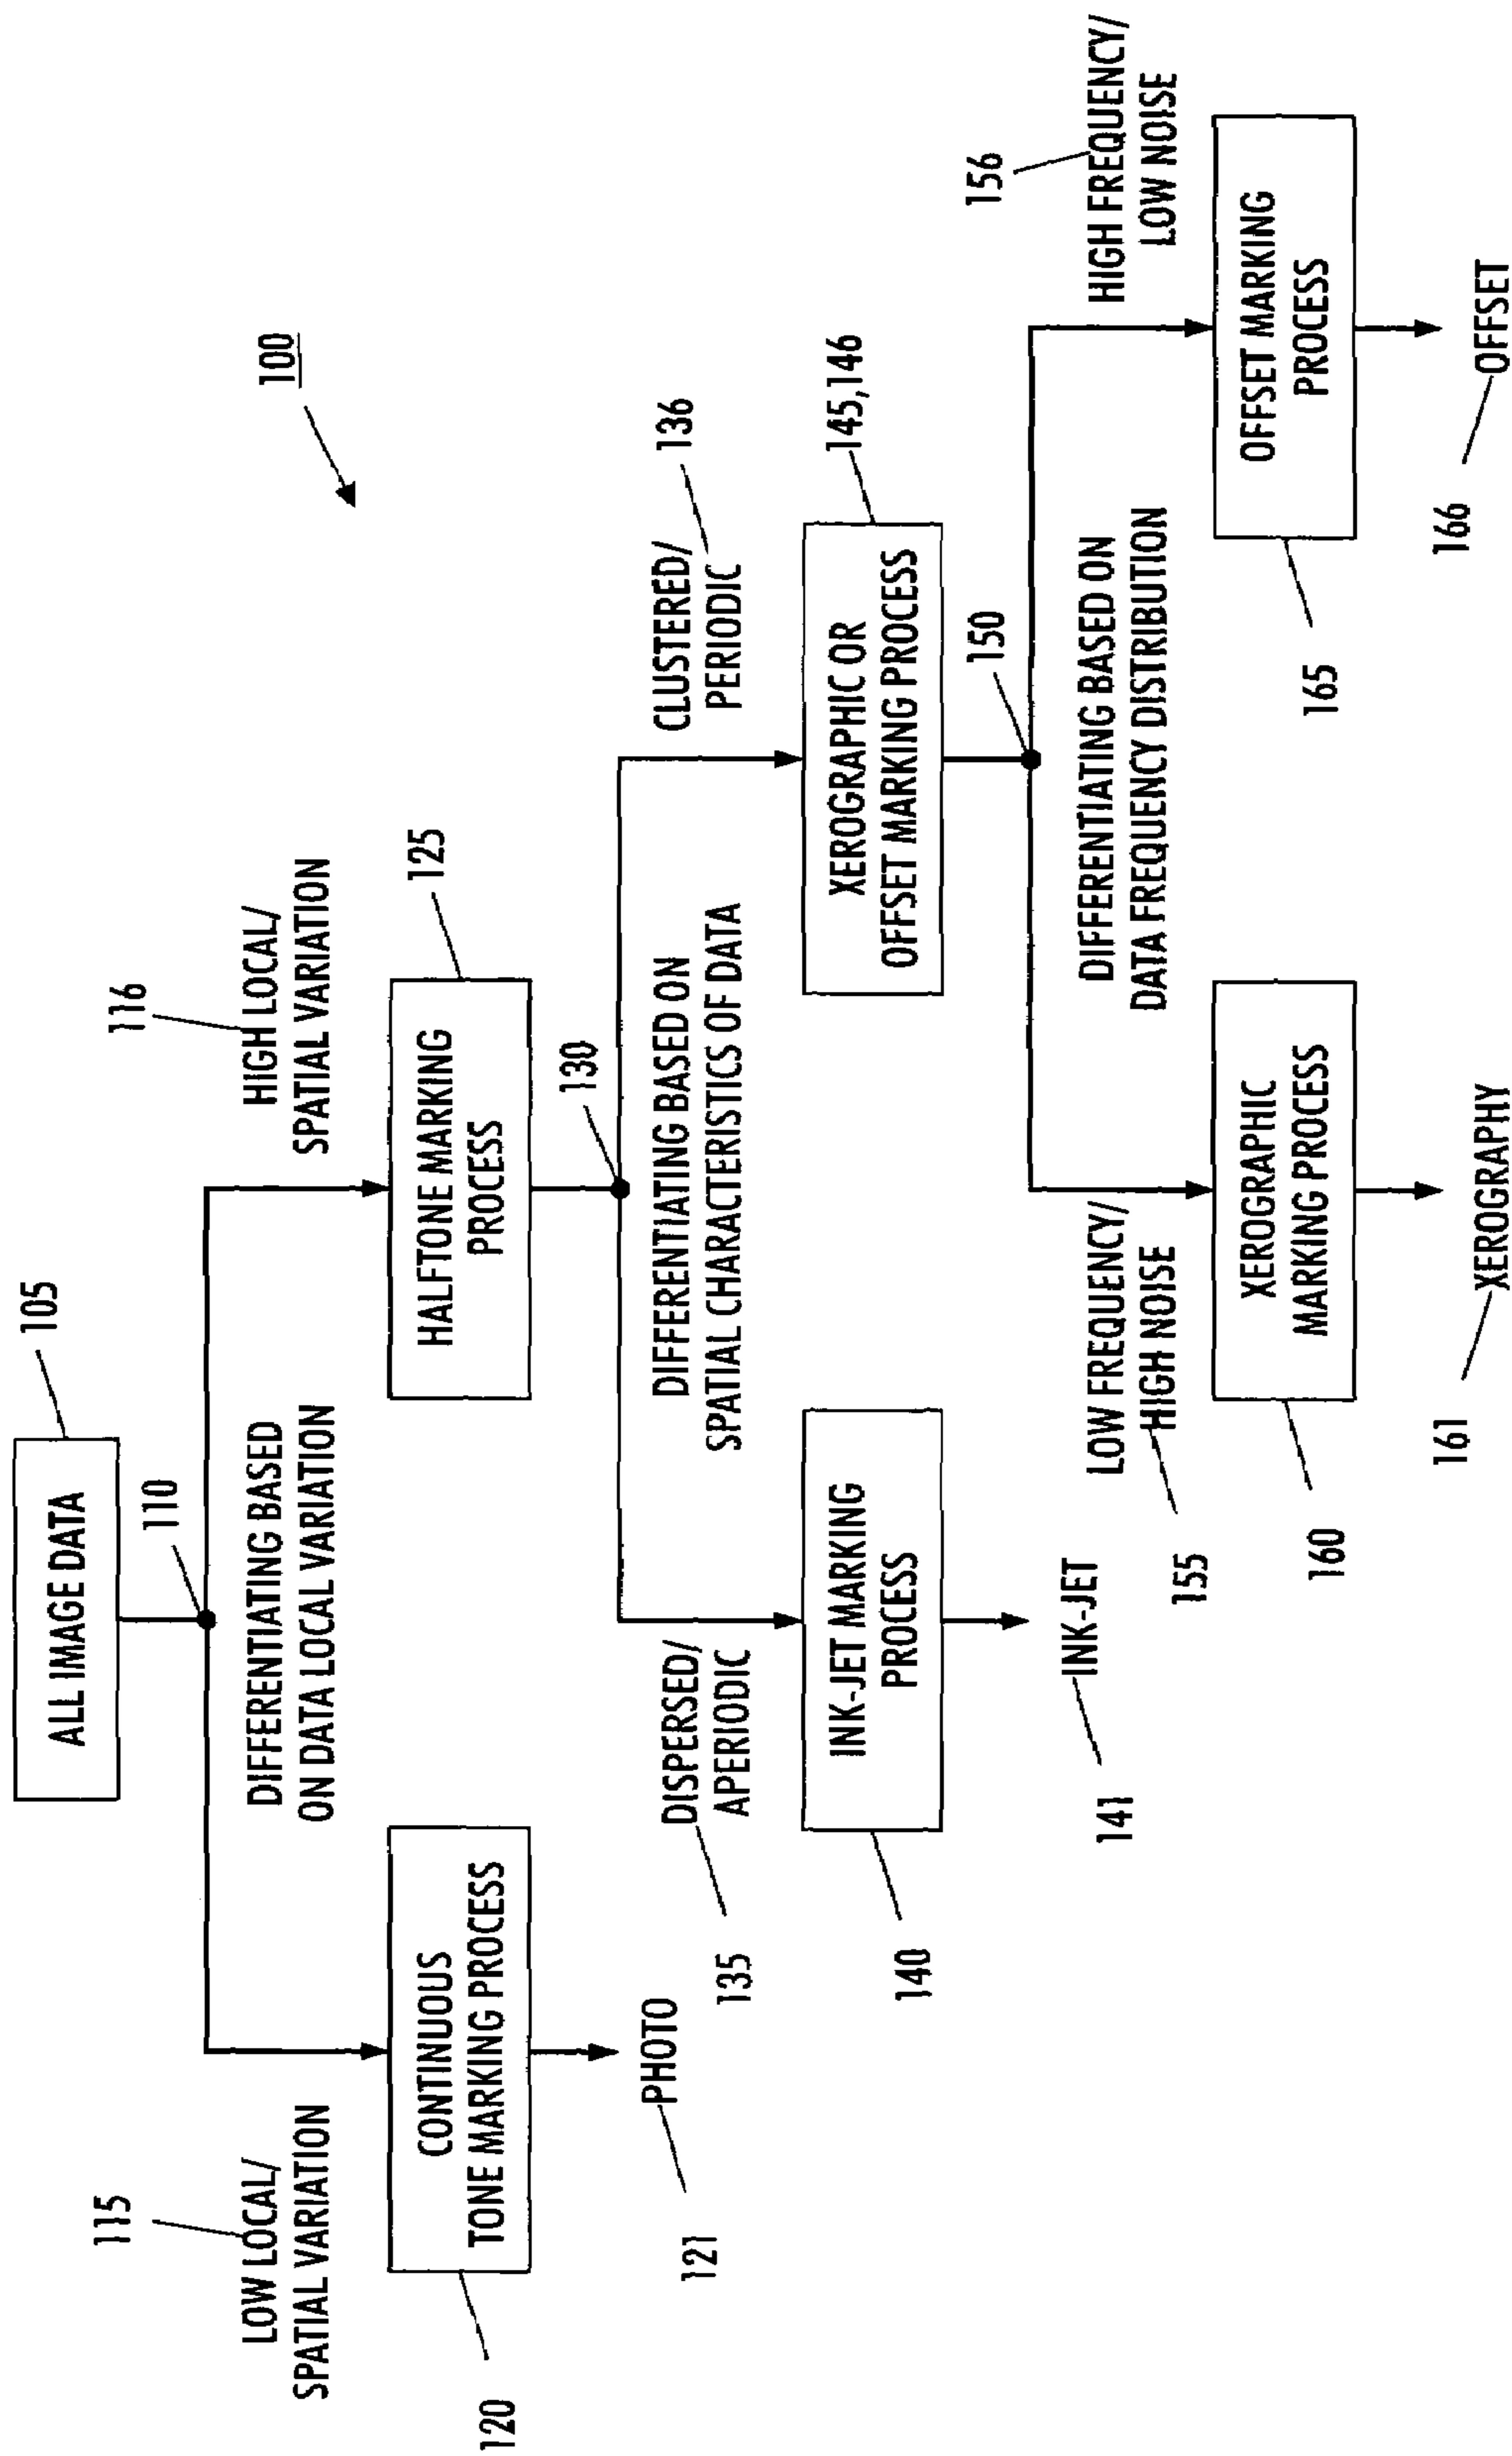 100
105
ALL IMAGE DATA
110
DIFFERENTIATING BASED
ON DATA LOCAL VARIATION
115
LOW LOCAL/
SPATIAL VARIATION
116
HIGH LOCAL/
SPATIAL VARIATION
CONTINUOUS
TONE MARKING PROCESS
120
PHOTO
121
125
HALFTONE MARKING
PROCESS
130
DIFFERENTIATING BASED ON
SPATIAL CHARACTERISTICS OF DATA
DISPERSED/
APERIODIC
135
CLUSTERED/
PERIODIC
136
INK-JET MARKING
PROCESS
140
INK-JET
141
145,146
XEROGRAPHIC OR
OFFSET MARKING PROCESS
150
DIFFERENTIATING BASED ON
DATA FREQUENCY DISTRIBUTION
LOW FREQUENCY/
HIGH NOISE
155
156
HIGH FREQUENCY/
LOW NOISE
XEROGRAPHIC
MARKING PROCESS
160
XEROGRAPHY
161
OFFSET MARKING
PROCESS
165
OFFSET
166